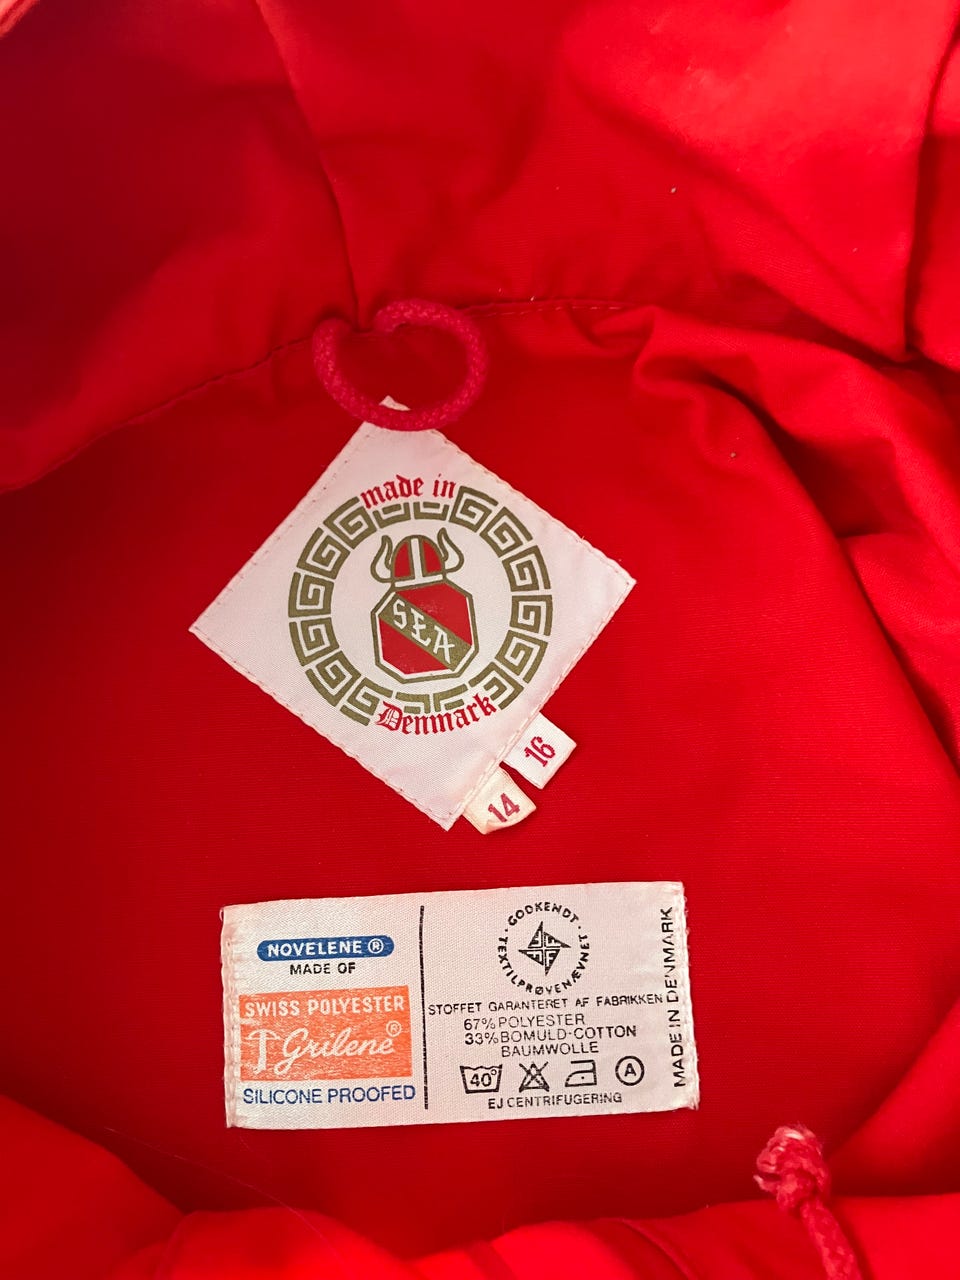 made in
SEA
Denmark
16
14
NOVELENE ®
MADE OF
SWISS POLYESTER
Grilene ®
SILICONE PROOFED
· GODKENDT ·
TEXTILPRØVENÆVNET
STOFFET GARANTERET AF FABRIKKEN
67% POLYESTER
33% BOMULD-COTTON
BAUMWOLLE
40° A
EJ CENTRIFUGERING
MADE IN DENMARK